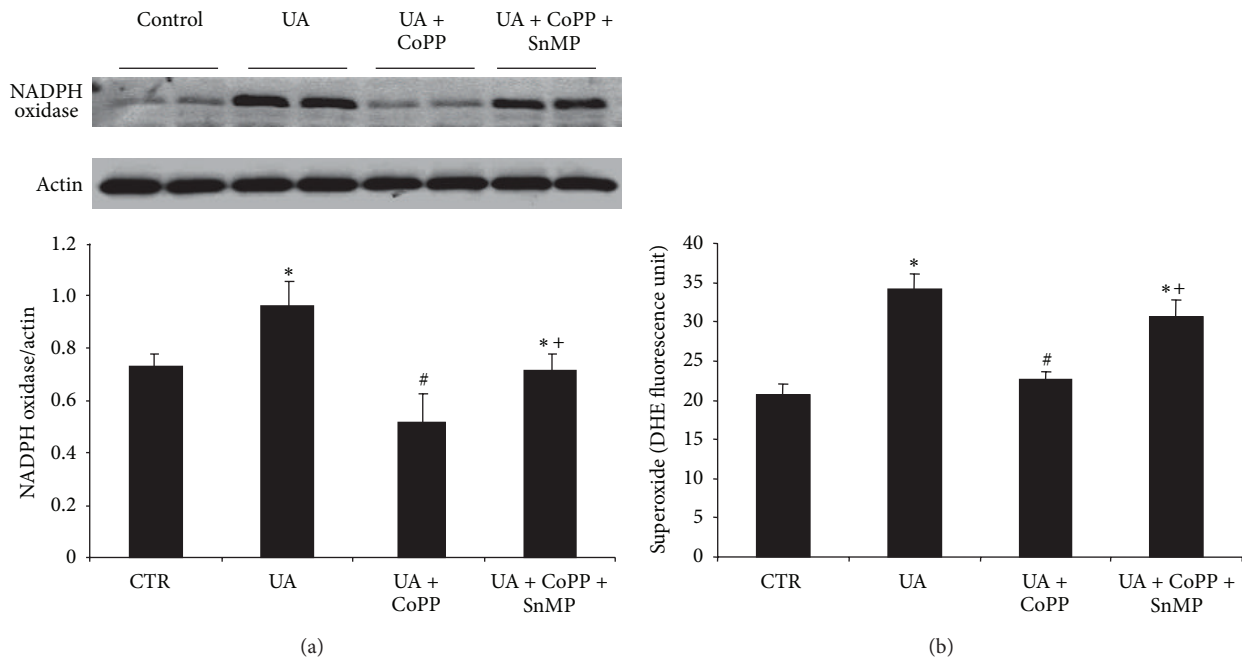 Control
UA
UA +
CoPP
UA + CoPP +
SnMP
NADPH
oxidase
Actin
NADPH oxidase/actin
1.2
1.0
0.8
0.6
0.4
0.2
0
*
#
* +
CTR
UA
UA +
CoPP
UA + CoPP +
SnMP
(a)
Superoxide (DHE fluorescence unit)
40
35
30
25
20
15
10
5
0
*
#
* +
CTR
UA
UA +
CoPP
UA + CoPP +
SnMP
(b)